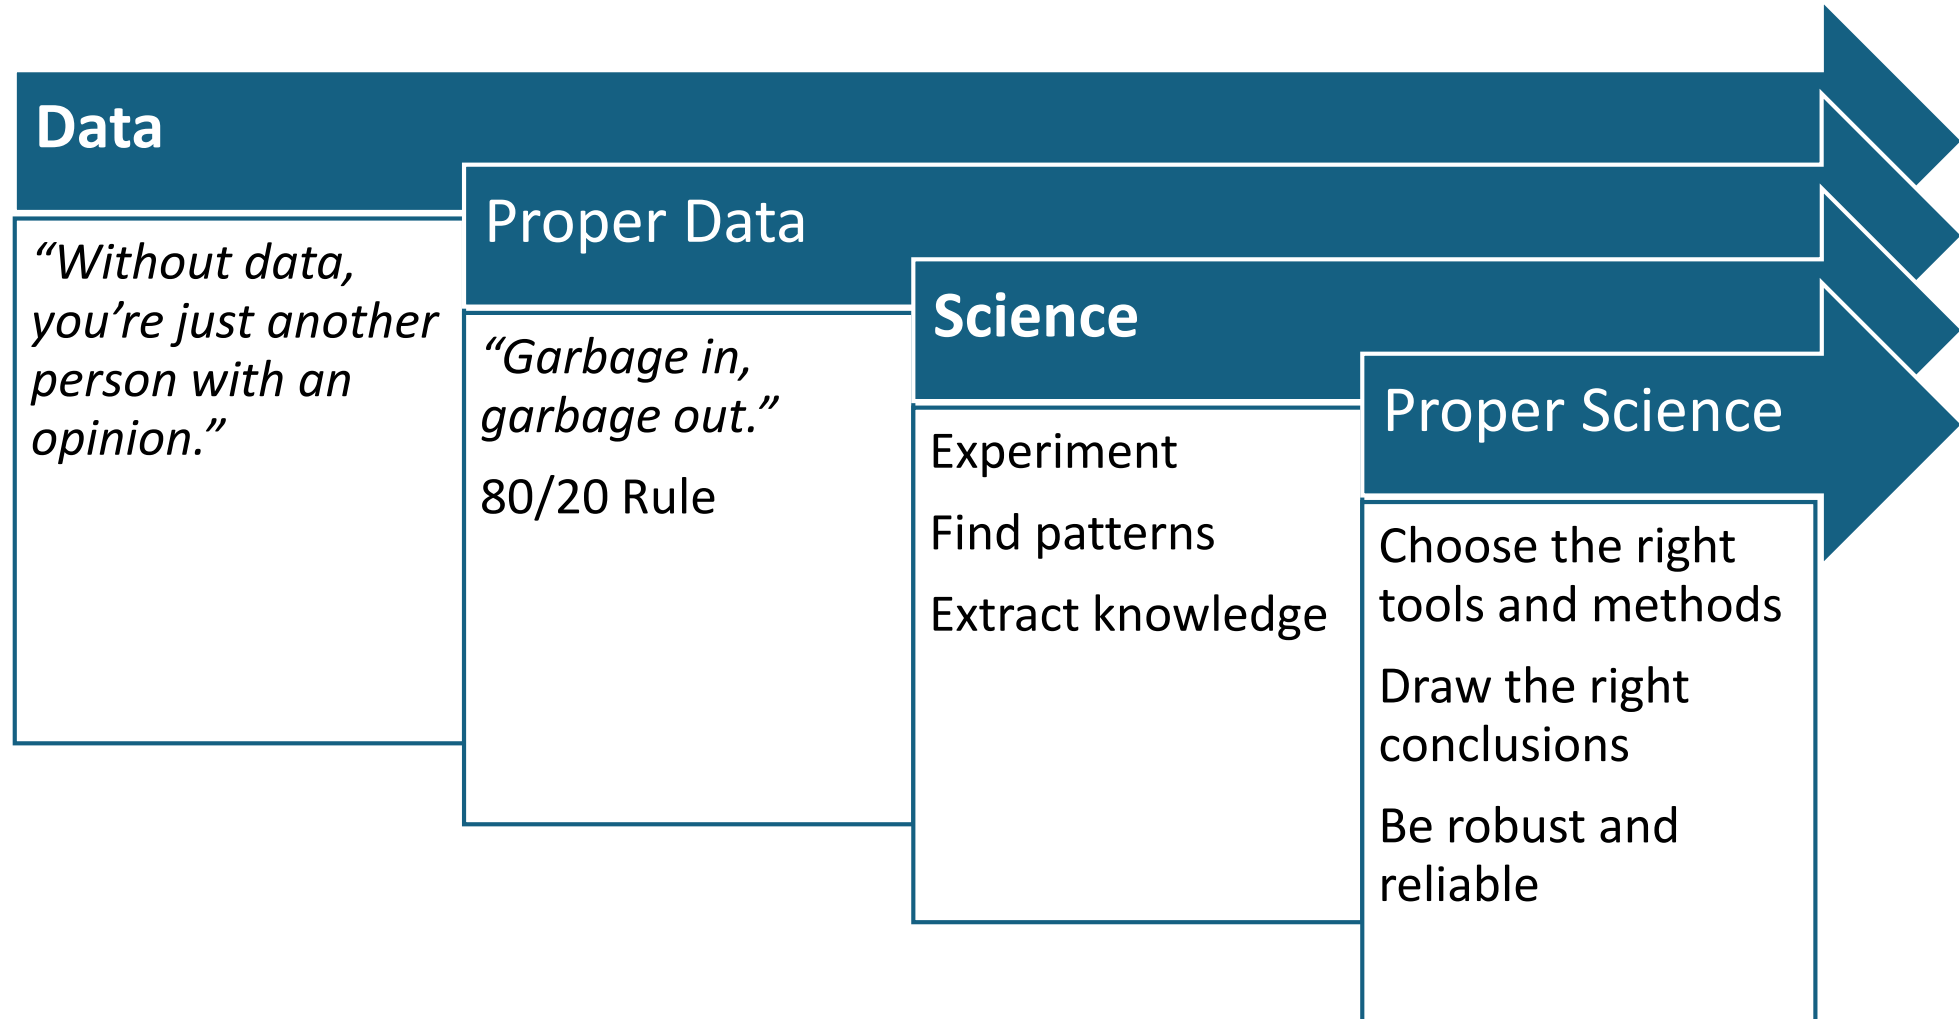 Data
“Without data,
you’re just another
person with an
opinion.”
Proper Data
“Garbage in,
garbage out.”
80/20 Rule
Science
Experiment
Find patterns
Extract knowledge
Proper Science
Choose the right
tools and methods
Draw the right
conclusions
Be robust and
reliable